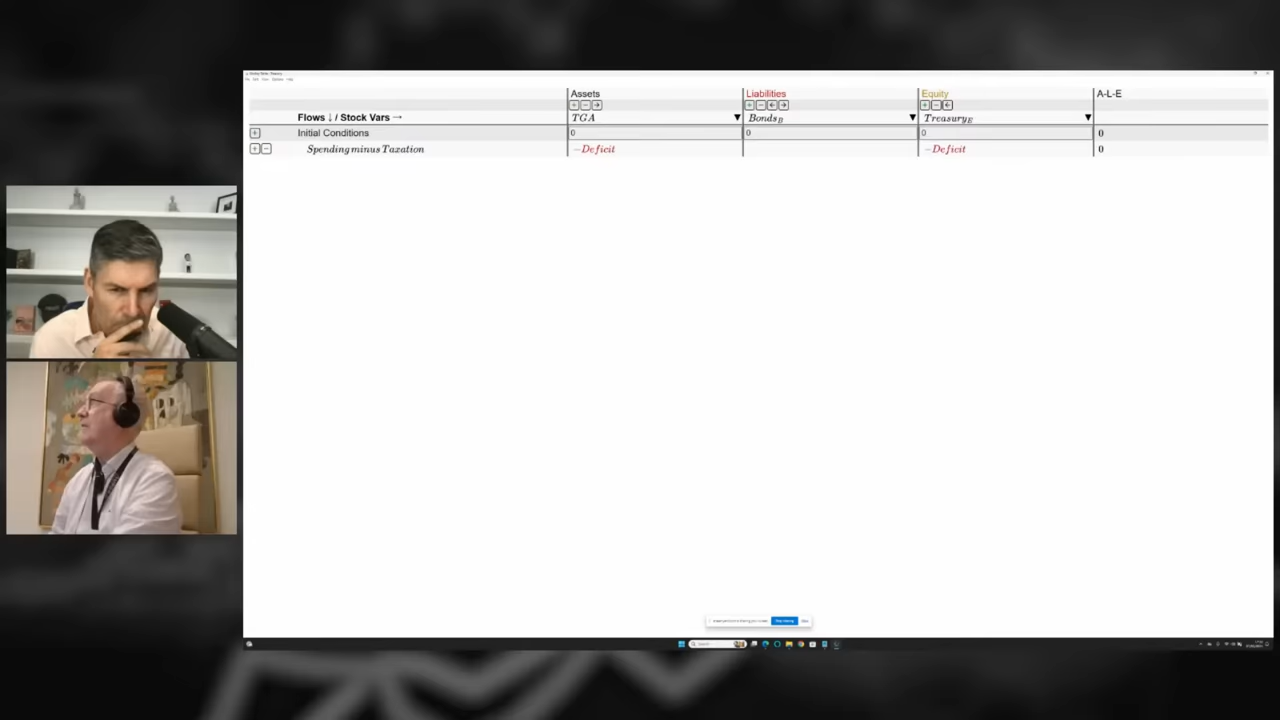 Assets Liabilities Equity A-L-E
Flows ↓ / Stock Vars → TGA ▼ Bonds_B ▼ Treasury_E ▼
Initial Conditions 0 0 0 0
Spending minus Taxation −Deficit −Deficit 0
Search